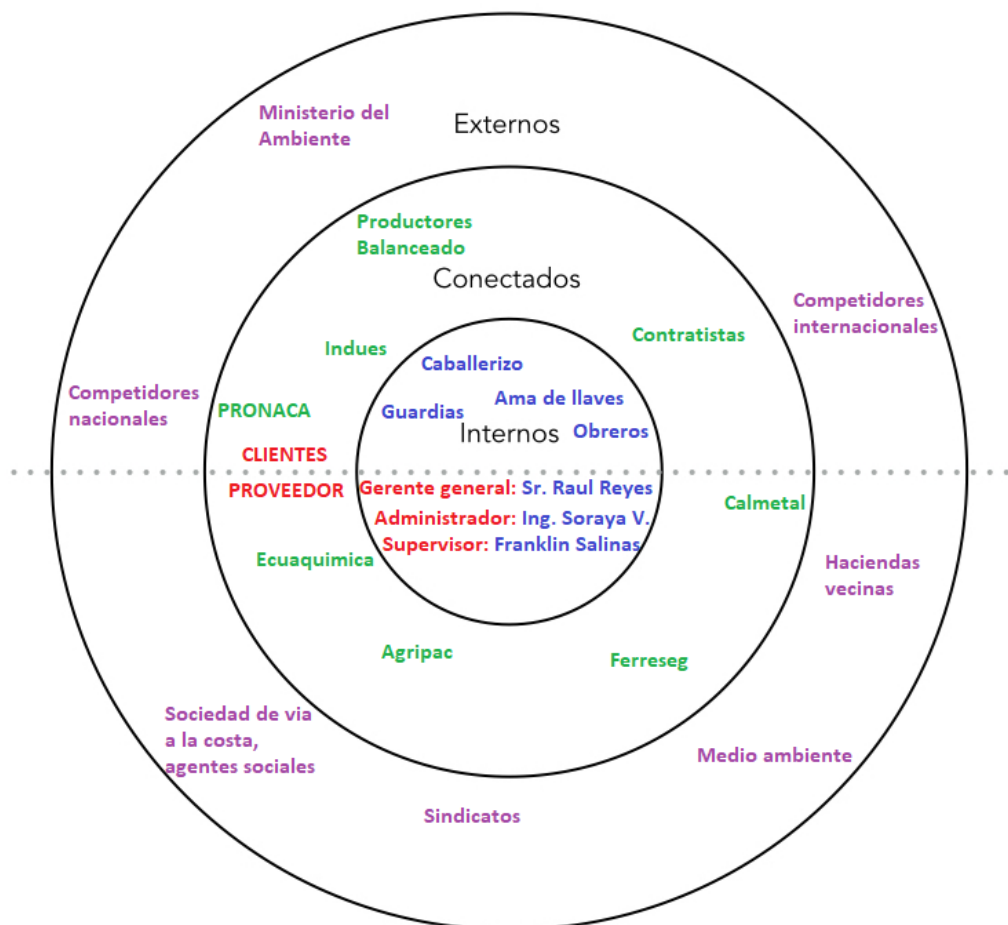 Ministerio del
Ambiente
Externos
Productores
Balanceado
Conectados
Competidores
internacionales
Contratistas
Indues
Caballerizo
Competidores
nacionales
Ama de llaves
PRONACA
Guardias
Internos
Obreros
CLIENTES
PROVEEDOR
Gerente general: Sr. Raul Reyes
Calmetal
Administrador: Ing. Soraya V.
Supervisor: Franklin Salinas
Ecuaquimica
Haciendas
vecinas
Agripac
Ferreseg
Sociedad de via
a la costa,
agentes sociales
Medio ambiente
Sindicatos